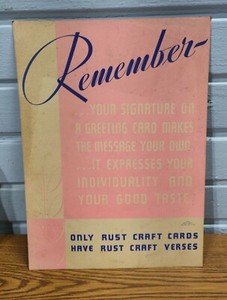 Remember-
...YOUR SIGNATURE ON
A GREETING CARD MAKES
THE MESSAGE YOUR OWN.
...IT EXPRESSES YOUR
INDIVIDUALITY AND
YOUR GOOD TASTE.
ONLY RUST CRAFT CARDS
HAVE RUST CRAFT VERSES